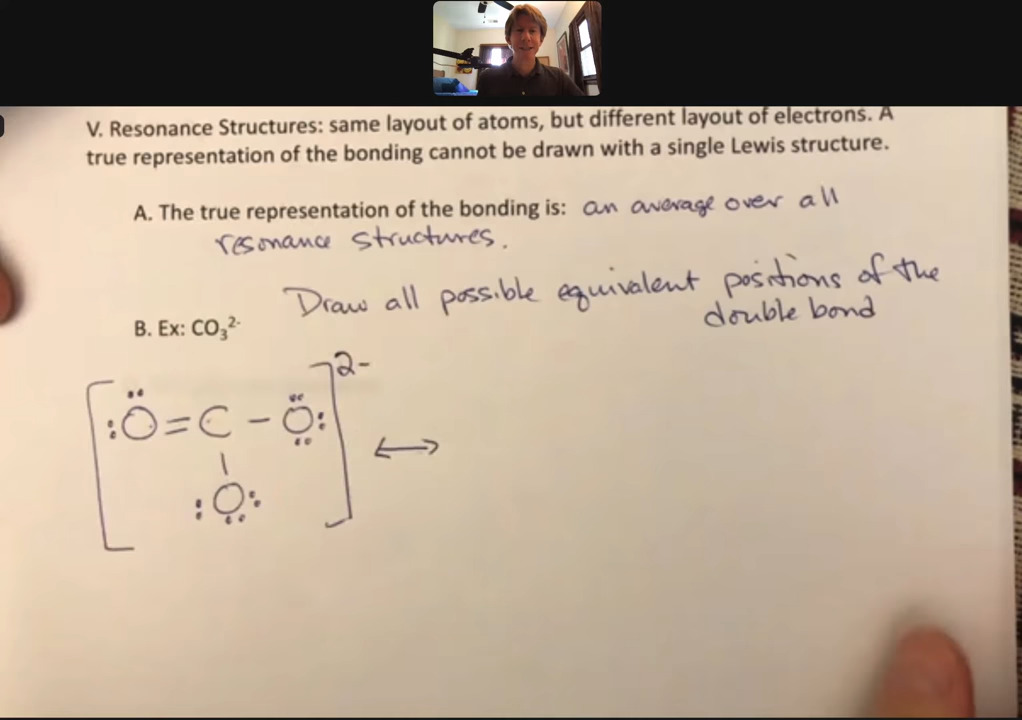 V. Resonance Structures: same layout of atoms, but different layout of electrons. A
true representation of the bonding cannot be drawn with a single Lewis structure.
A. The true representation of the bonding is: an average over all
resonance structures.
Draw all possible equivalent positions of the
double bond
B. Ex: CO₃²⁻
2-
O=C-O
O